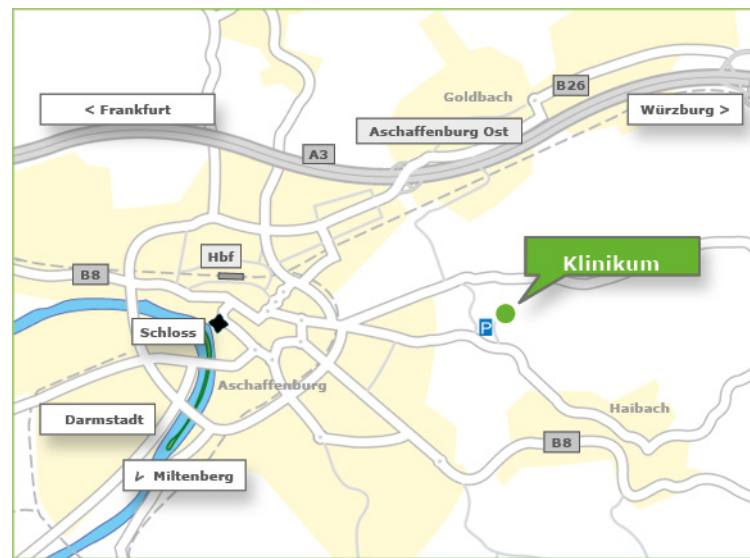 Goldbach
B26
< Frankfurt
Würzburg >
Aschaffenburg Ost
A3
Hbf
Klinikum
B8
P
Schloss
Aschaffenburg
Haibach
Darmstadt
B8
< Miltenberg